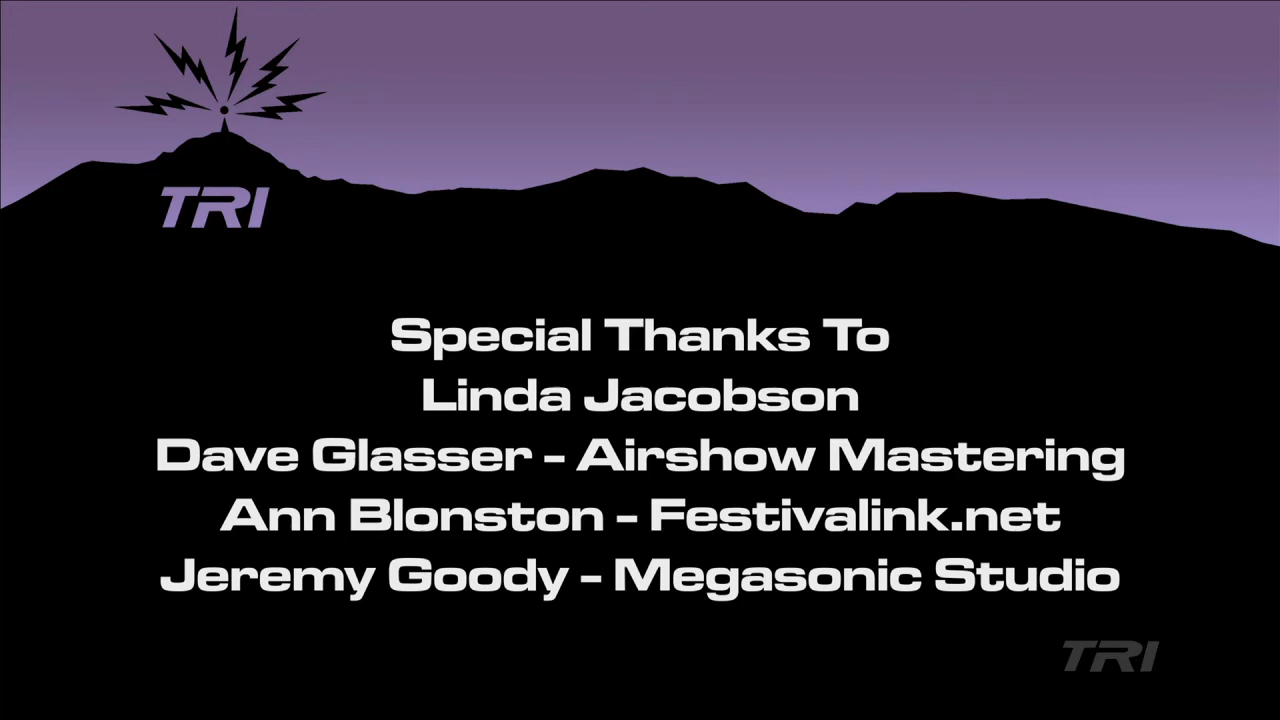 TRI
Special Thanks To
Linda Jacobson
Dave Glasser - Airshow Mastering
Ann Blonston - Festivalink.net
Jeremy Goody - Megasonic Studio
TRI